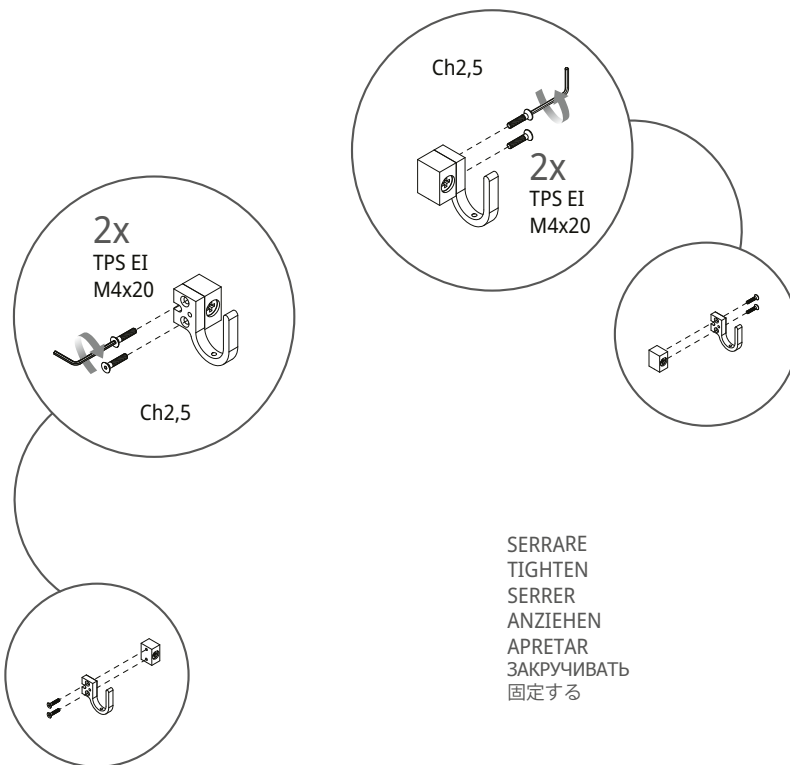 Ch2,5
2x
TPS EI
M4x20
2x
TPS EI
M4x20
Ch2,5
SERRARE
TIGHTEN
SERRER
ANZIEHEN
APRETAR
ЗАКРУЧИВАТЬ
固定する